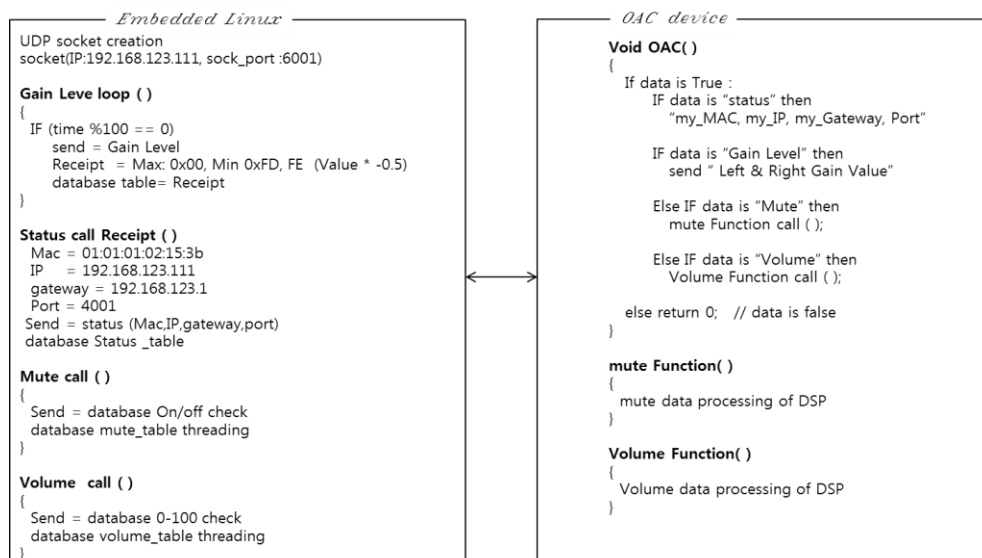 Embedded Linux
UDP socket creation
socket(IP:192.168.123.111, sock_port :6001)
Gain Leve loop ( )
{
IF (time %100 == 0)
send = Gain Level
Receipt = Max: 0x00, Min 0xFD, FE (Value * -0.5)
database table= Receipt
}
Status call Receipt ( )
Mac = 01:01:01:02:15:3b
IP = 192.168.123.111
gateway = 192.168.123.1
Port = 4001
Send = status (Mac,IP,gateway,port)
database Status _table
Mute call ( )
{
Send = database On/off check
database mute_table threading
}
Volume call ( )
{
Send = database 0-100 check
database volume_table threading
}
OAC device
Void OAC( )
{
If data is True :
IF data is "status" then
"my_MAC, my_IP, my_Gateway, Port"
IF data is "Gain Level" then
send " Left & Right Gain Value"
Else IF data is "Mute" then
mute Function call ( );
Else IF data is "Volume" then
Volume Function call ( );
else return 0; // data is false
}
mute Function( )
{
mute data processing of DSP
}
Volume Function( )
{
Volume data processing of DSP
}